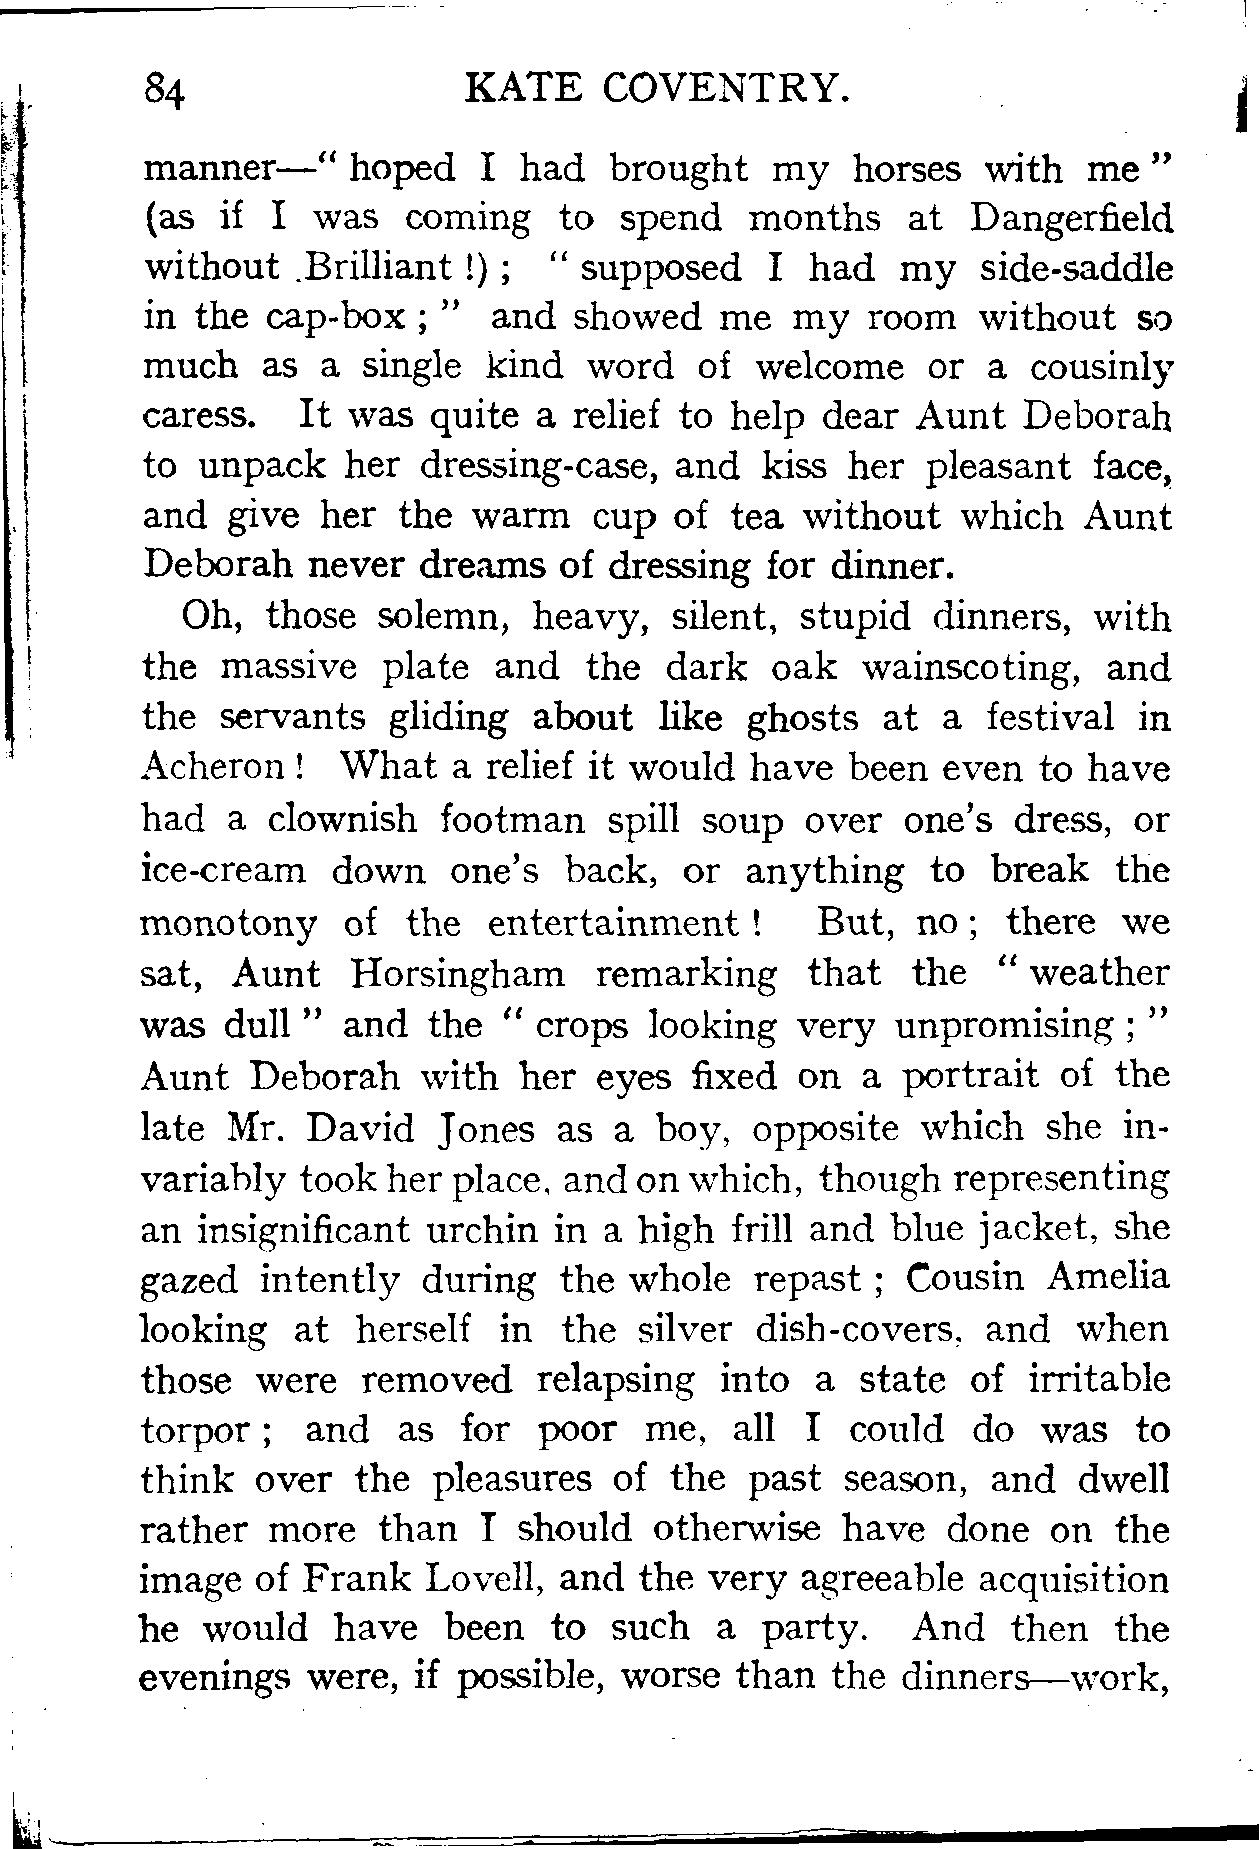 84 KATE COVENTRY.
manner—" hoped I had brought my horses with me "
(as if I was coming to spend months at Dangerfield
without Brilliant !) ; " supposed I had my side-saddle
in the cap-box ; " and showed me my room without so
much as a single kind word of welcome or a cousinly
caress. It was quite a relief to help dear Aunt Deborah
to unpack her dressing-case, and kiss her pleasant face,
and give her the warm cup of tea without which Aunt
Deborah never dreams of dressing for dinner.
Oh, those solemn, heavy, silent, stupid dinners, with
the massive plate and the dark oak wainscoting, and
the servants gliding about like ghosts at a festival in
Acheron ! What a relief it would have been even to have
had a clownish footman spill soup over one's dress, or
ice-cream down one's back, or anything to break the
monotony of the entertainment ! But, no ; there we
sat, Aunt Horsingham remarking that the " weather
was dull " and the " crops looking very unpromising ; "
Aunt Deborah with her eyes fixed on a portrait of the
late Mr. David Jones as a boy, opposite which she in-
variably took her place, and on which, though representing
an insignificant urchin in a high frill and blue jacket, she
gazed intently during the whole repast ; Cousin Amelia
looking at herself in the silver dish-covers, and when
those were removed relapsing into a state of irritable
torpor ; and as for poor me, all I could do was to
think over the pleasures of the past season, and dwell
rather more than I should otherwise have done on the
image of Frank Lovell, and the very agreeable acquisition
he would have been to such a party. And then the
evenings were, if possible, worse than the dinners—work,